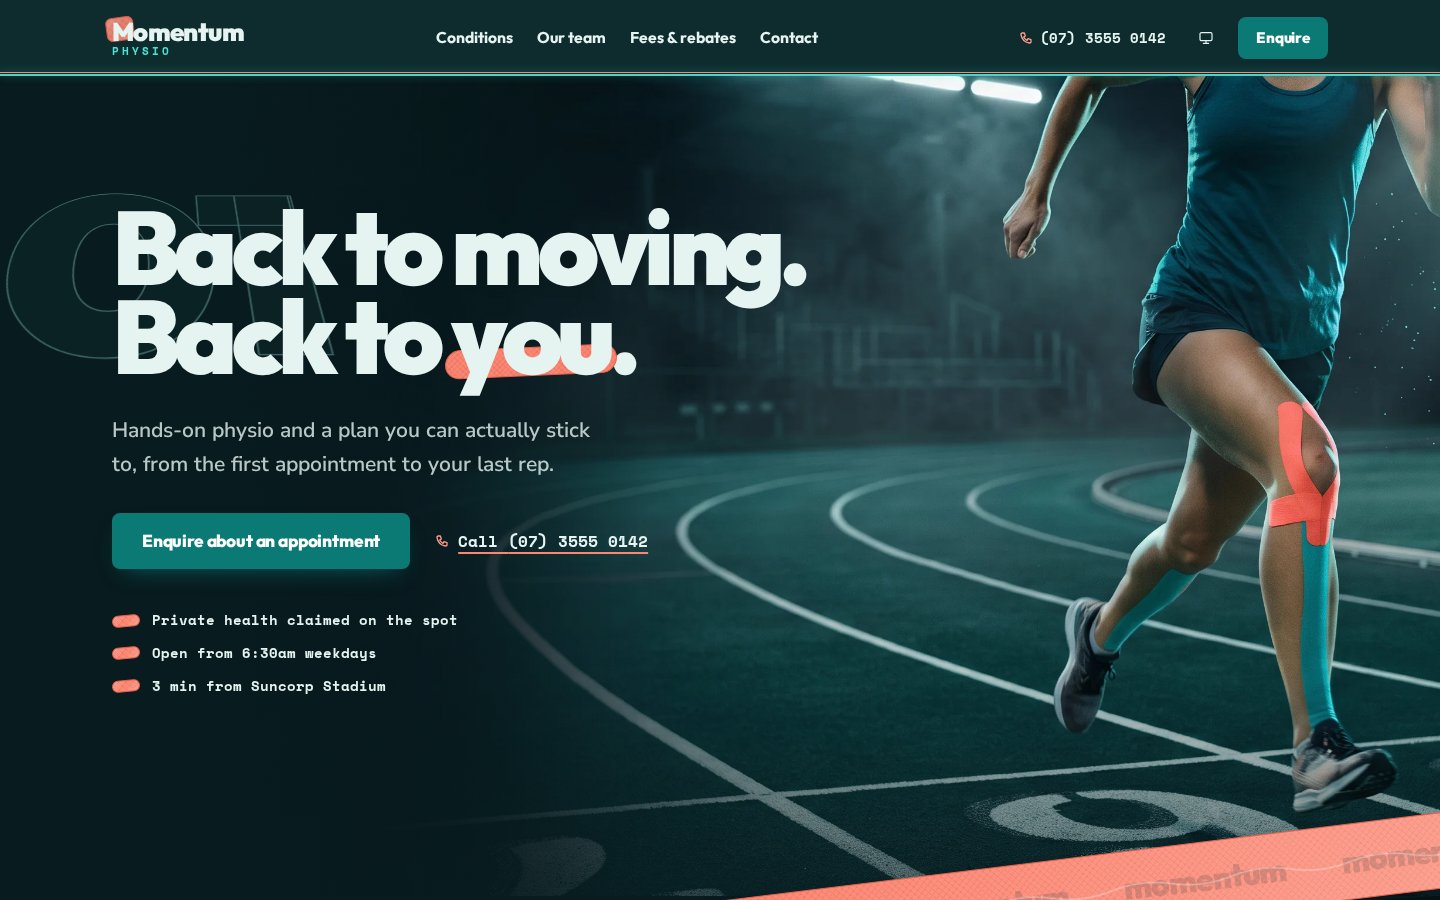 Momentum
PHYSIO
Conditions
Our team
Fees & rebates
Contact
(07) 3555 0142
Enquire
01
Back to moving.
Back to you.
Hands-on physio and a plan you can actually stick
to, from the first appointment to your last rep.
Enquire about an appointment
Call (07) 3555 0142
Private health claimed on the spot
Open from 6:30am weekdays
3 min from Suncorp Stadium
momentum